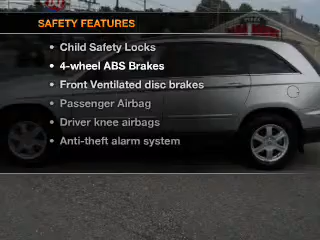 SAFETY FEATURES
• Child Safety Locks
• 4-wheel ABS Brakes
• Front Ventilated disc brakes
• Passenger Airbag
• Driver knee airbags
• Anti-theft alarm system